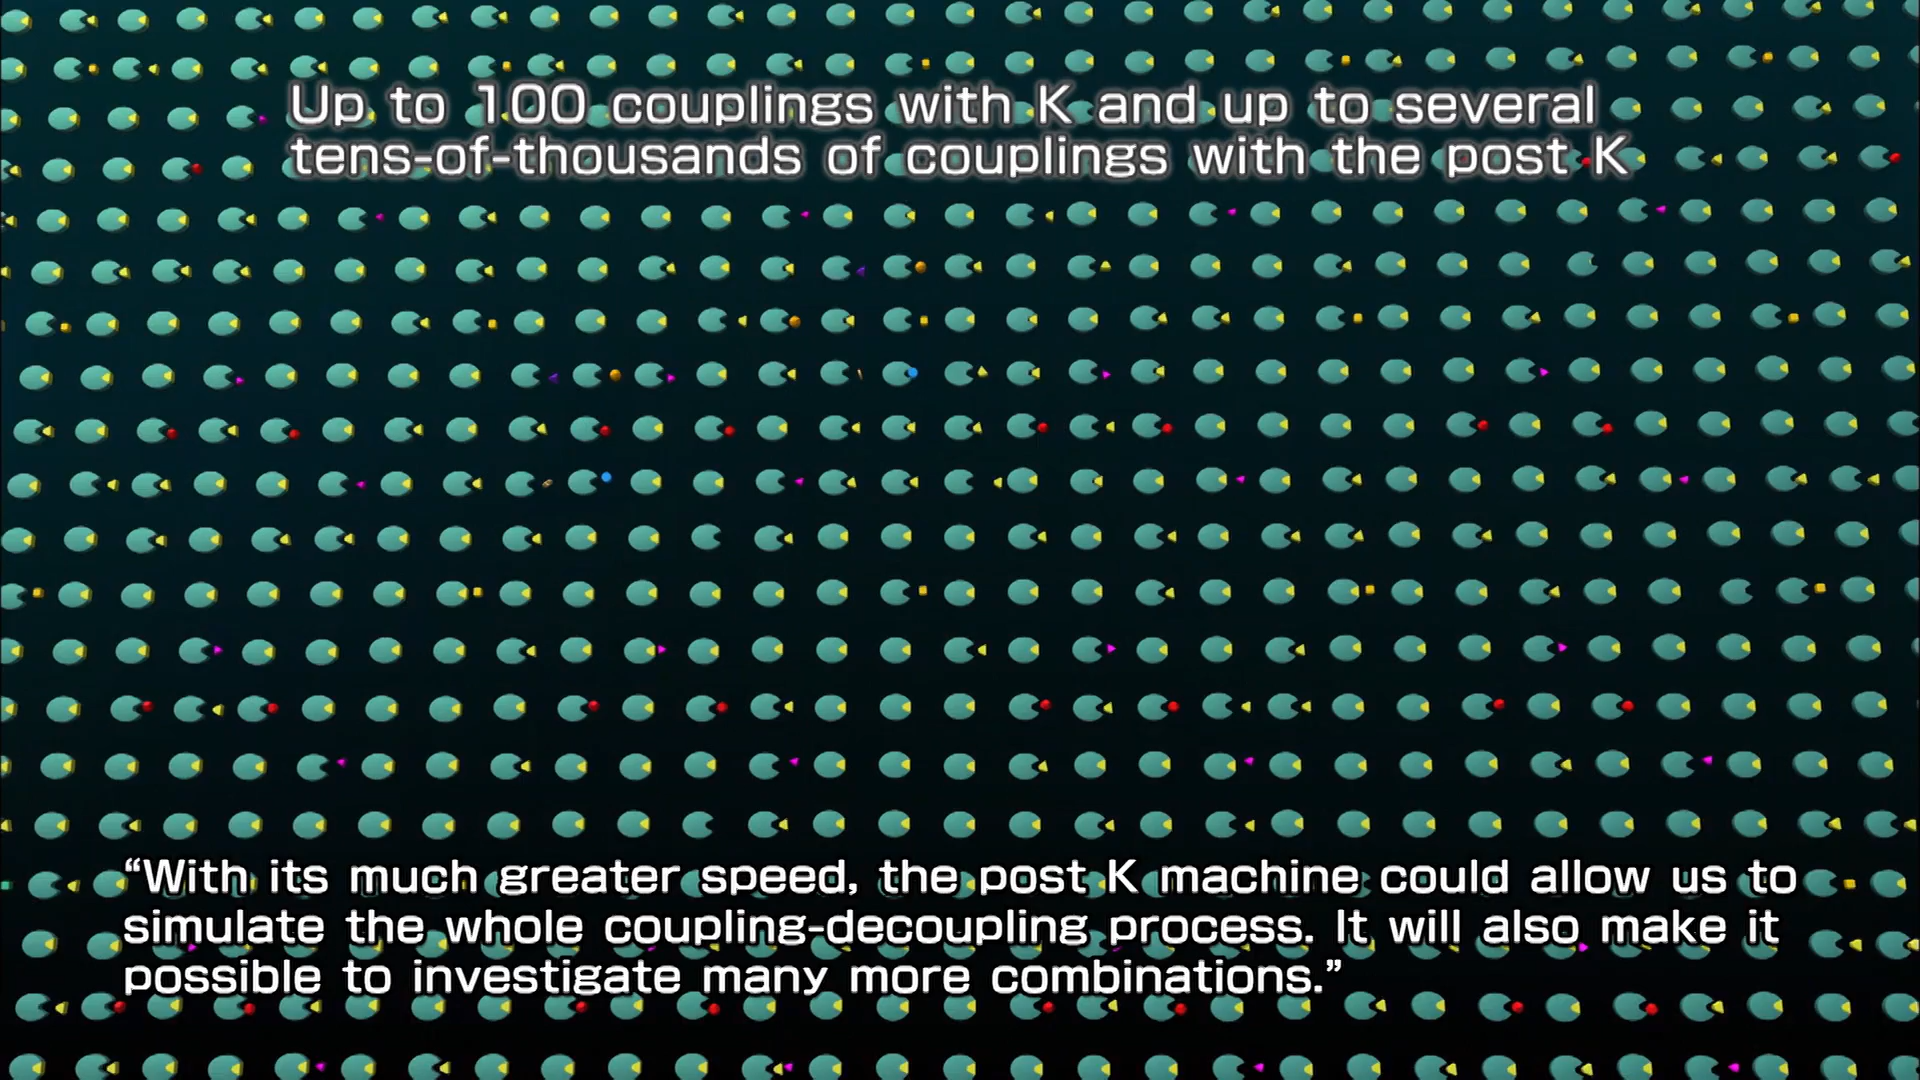 Up to 100 couplings with K and up to several
tens-of-thousands of couplings with the post K
“With its much greater speed, the post K machine could allow us to
simulate the whole coupling-decoupling process. It will also make it
possible to investigate many more combinations.”